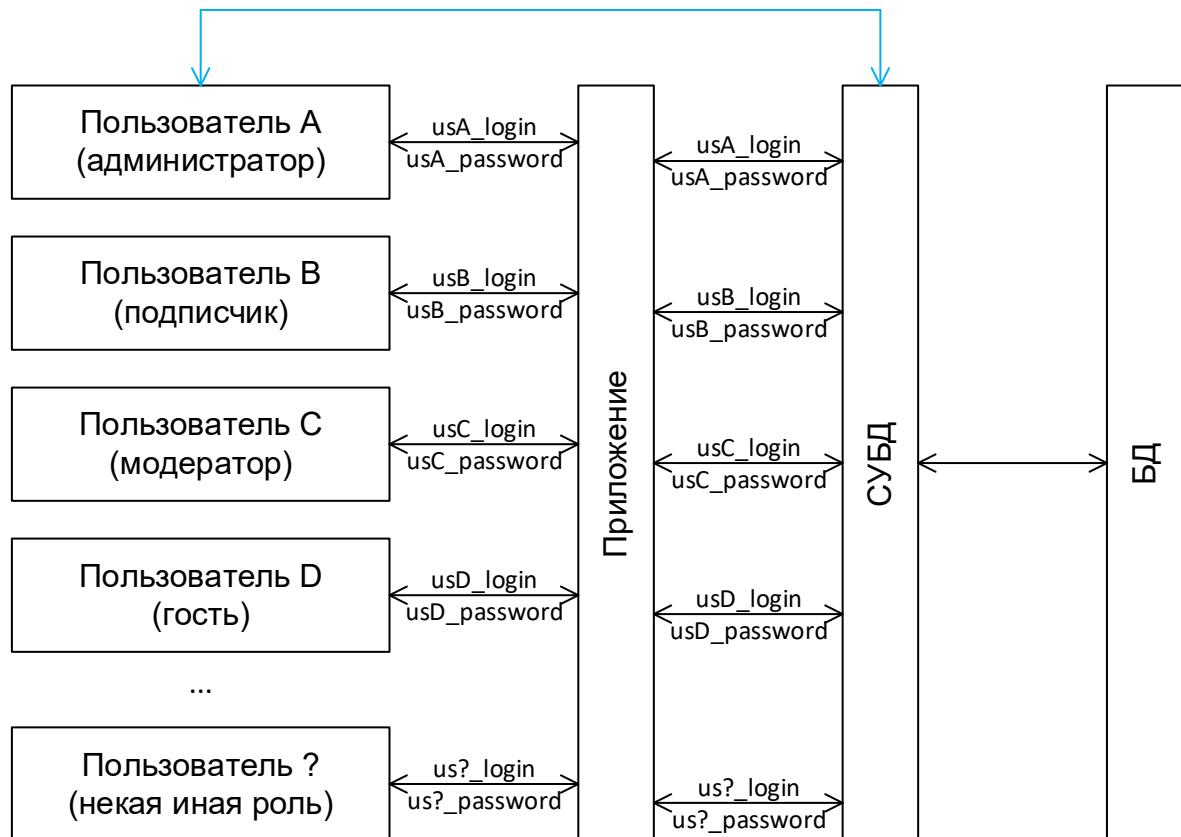 Пользователь A
(администратор)
usA_login
usA_password
usA_login
usA_password
Пользователь B
(подписчик)
usB_login
usB_password
usB_login
usB_password
Пользователь C
(модератор)
usC_login
usC_password
usC_login
usC_password
Приложение
СУБД
БД
Пользователь D
(гость)
usD_login
usD_password
usD_login
usD_password
...
Пользователь ?
(некая иная роль)
us?_login
us?_password
us?_login
us?_password